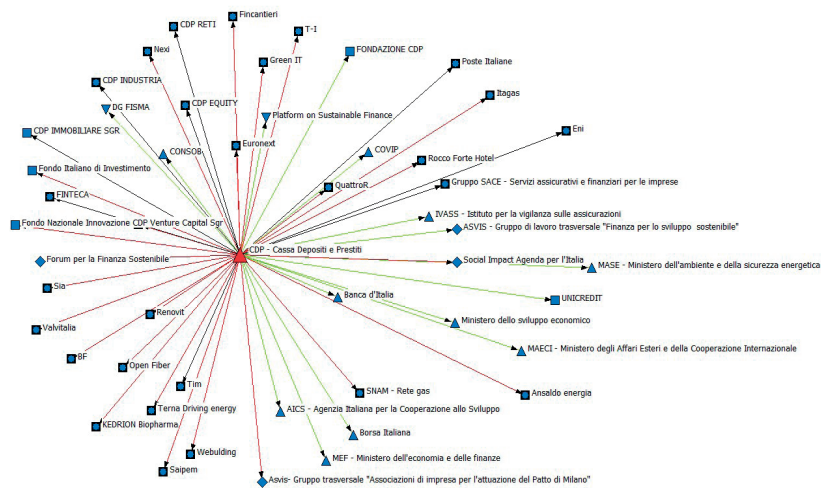 Fincantieri
CDP RETI
T-I
Nexi
FONDAZIONE CDP
Green IT
Poste Italiane
CDP INDUSTRIA
Itagas
DG FISMA
CDP EQUITY
Platform on Sustainable Finance
CDP IMMOBILIARE SGR
Eni
Euronext
CONSOB
COVIP
Rocco Forte Hotel
Fondo Italiano di Investimento
QuattroR
Gruppo SACE - Servizi assicurativi e finanziari per le imprese
FINTECA
IVASS - Istituto per la vigilanza sulle assicurazioni
Fondo Nazionale Innovazione CDP Venture Capital Sgr
ASVIS - Gruppo di lavoro trasversale "Finanza per lo sviluppo sostenibile"
CDP - Cassa Depositi e Prestiti
Forum per la Finanza Sostenibile
Social Impact Agenda per l'Italia
MASE - Ministero dell'ambiente e della sicurezza energetica
Sia
Banca d'Italia
UNICREDIT
Renovit
Ministero dello sviluppo economico
Valvitalia
MAECI - Ministero degli Affari Esteri e della Cooperazione Internazionale
BF
Open Fiber
Tim
SNAM - Rete gas
Ansaldo energia
Terna Driving energy
AICS - Agenzia Italiana per la Cooperazione allo Sviluppo
KEDRION Biopharma
Borsa Italiana
Webulding
MEF - Ministero dell'economia e delle finanze
Saipem
Asvis- Gruppo trasversale "Associazioni di impresa per l'attuazione del Patto di Milano"